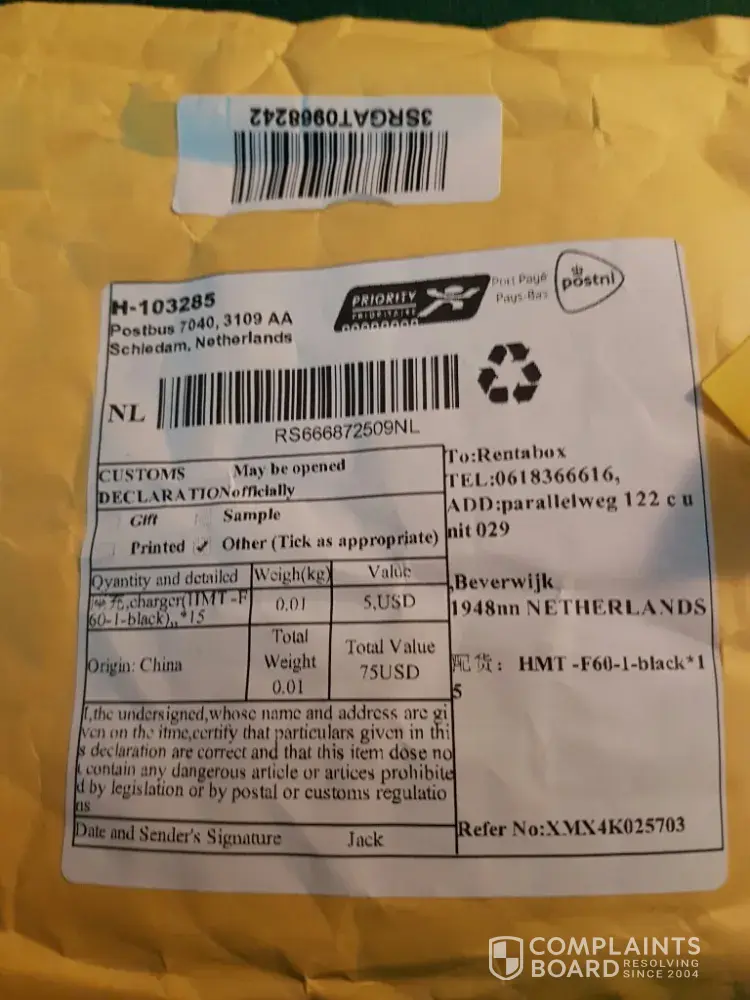 3SRGAT0968242
H-103285
Postbus 7040, 3109 AA
Schiedam, Netherlands
PRIORITY
PRIORITAIRE
Port Payé
Pays-Bas
postnl
NL
RS666872509NL
CUSTOMS May be opened
DECLARATION officially
Gift Sample
Printed ✓ Other (Tick as appropriate)
Qyantity and detailed Weigh(kg) Value
充,charger(HMT -F
60-1-black),,*15
0.01
5,USD
Origin: China
Total
Weight
0.01
Total Value
75USD
I,the undersigned,whose name and address are gi
ven on the itme,certify that particulars given in thi
s declaration are correct and that this item dose no
t contain any dangerous article or artices prohibite
d by legislation or by postal or customs regulatio
ns
Date and Sender's Signature Jack
To:Rentabox
TEL:0618366616,
ADD:parallelweg 122 c u
nit 029
,Beverwijk
1948nn NETHERLANDS
配货: HMT -F60-1-black*1
5
Refer No:XMX4K025703
COMPLAINTS
BOARD RESOLVING
SINCE 2004